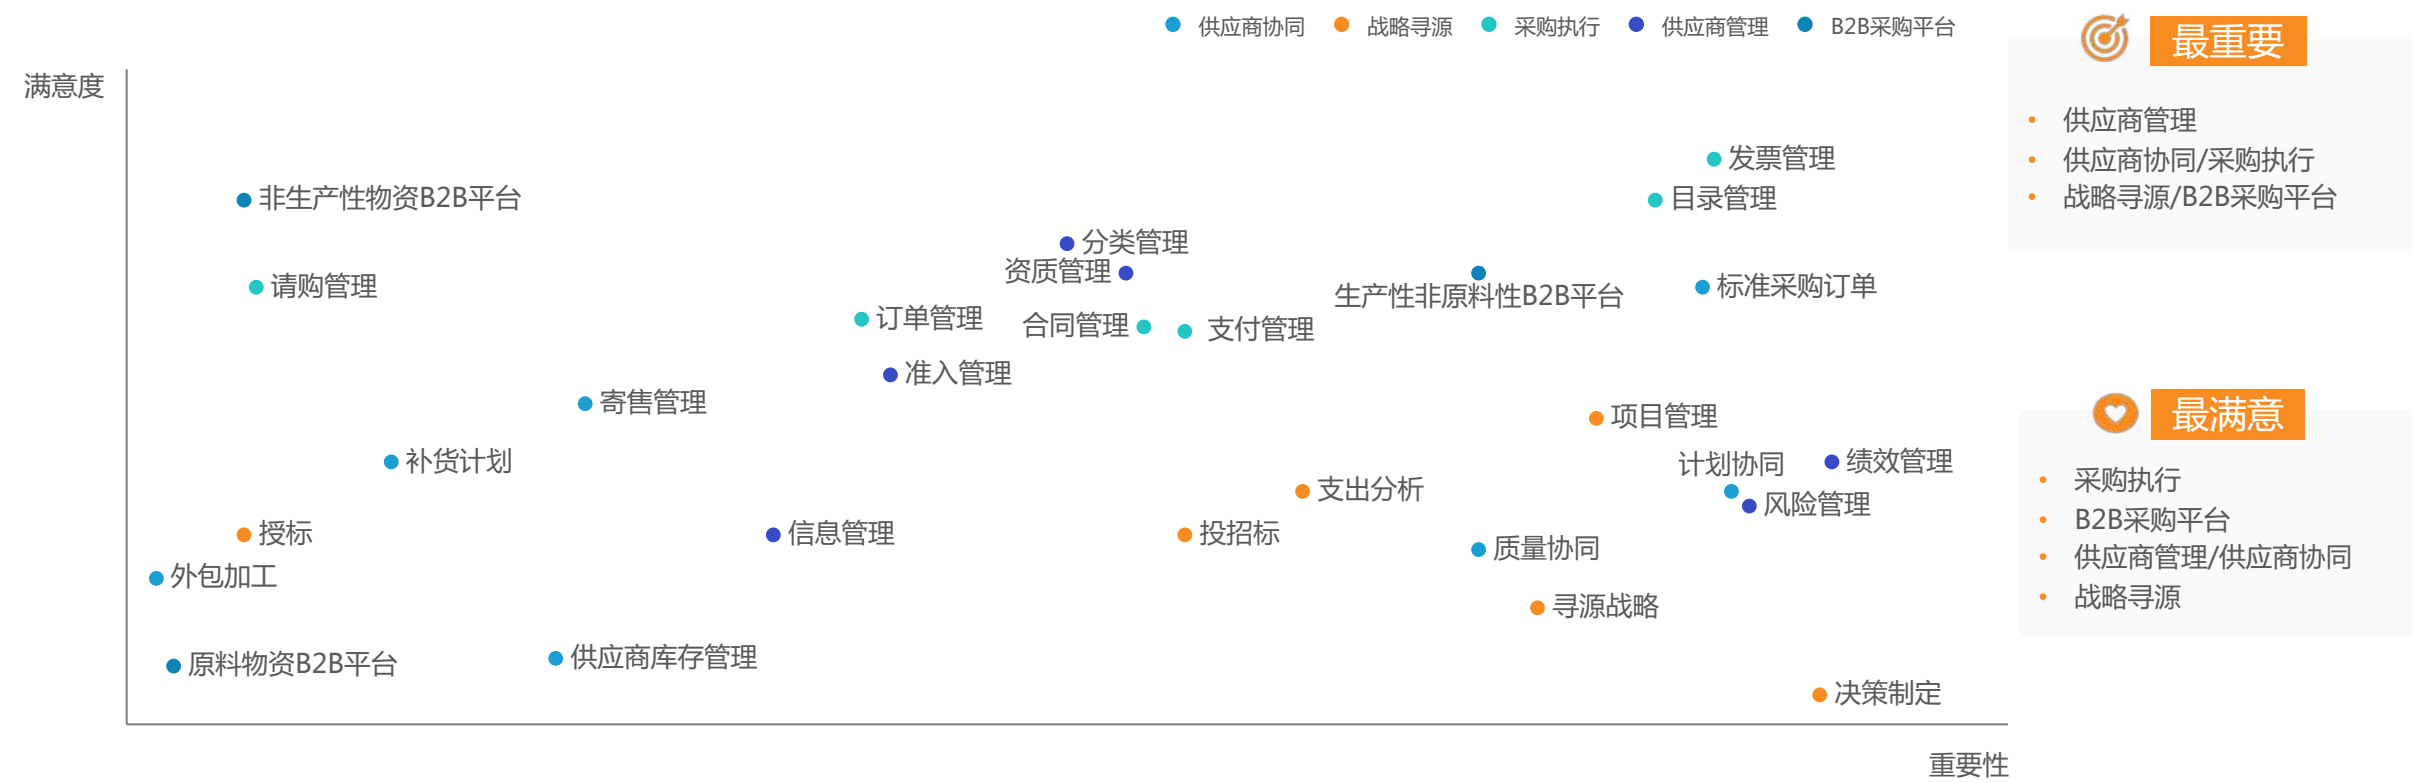 供应商协同 战略寻源 采购执行 供应商管理 B2B采购平台
满意度
发票管理
非生产性物资B2B平台
目录管理
分类管理
资质管理
请购管理
生产性非原料性B2B平台
标准采购订单
订单管理
合同管理
支付管理
准入管理
寄售管理
项目管理
补货计划
计划协同
绩效管理
支出分析
风险管理
授标
信息管理
投招标
质量协同
外包加工
寻源战略
原料物资B2B平台
供应商库存管理
决策制定
重要性
最重要
• 供应商管理
• 供应商协同/采购执行
• 战略寻源/B2B采购平台
最满意
• 采购执行
• B2B采购平台
• 供应商管理/供应商协同
• 战略寻源